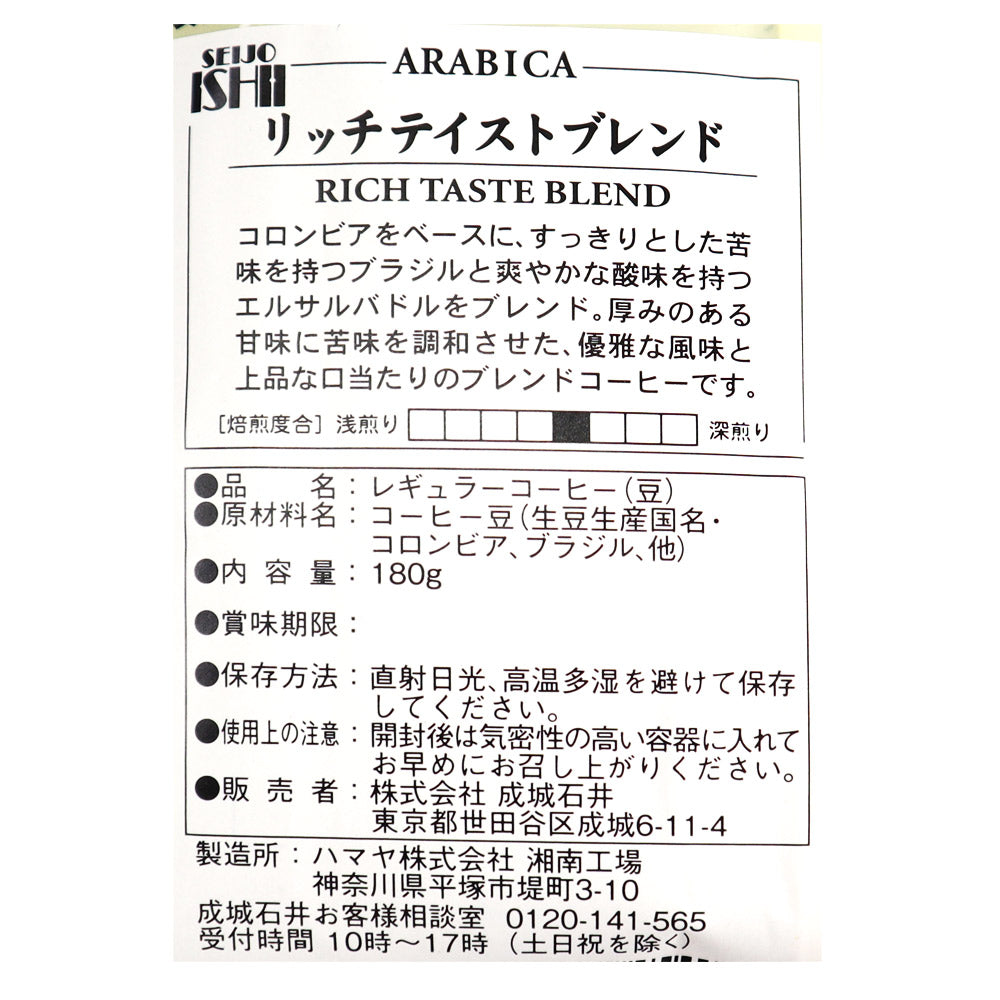 SEIJO
ISHII
ARABICA
リッチテイストブレンド
RICH TASTE BLEND
コロンビアをベースに、すっきりとした苦
味を持つブラジルと爽やかな酸味を持つ
エルサルバドルをブレンド。厚みのある
甘味に苦味を調和させた、優雅な風味と
上品な口当たりのブレンドコーヒーです。
[焙煎度合] 浅煎り 深煎り
●品 名：レギュラーコーヒー(豆)
●原材料名：コーヒー豆(生豆生産国名・
コロンビア、ブラジル、他)
●内 容 量：180g
●賞味期限：
●保存方法：直射日光、高温多湿を避けて保存
してください。
●使用上の注意：開封後は気密性の高い容器に入れて
お早めにお召し上がりください。
●販 売 者：株式会社 成城石井
東京都世田谷区成城6-11-4
製造所：ハマヤ株式会社 湘南工場
神奈川県平塚市堤町3-10
成城石井お客様相談室 0120-141-565
受付時間 10時～17時 (土日祝を除く)